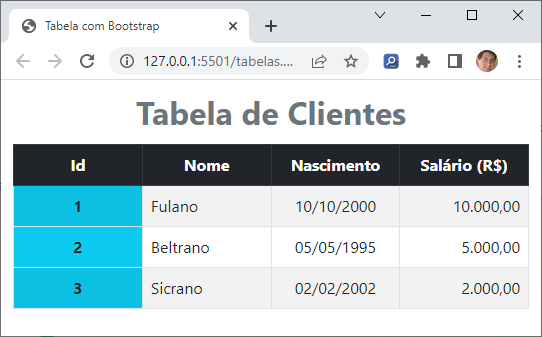 Tabela com Bootstrap
127.0.0.1:5501/tabelas....
Tabela de Clientes
Id Nome Nascimento Salário (R$)
1 Fulano 10/10/2000 10.000,00
2 Beltrano 05/05/1995 5.000,00
3 Sicrano 02/02/2002 2.000,00